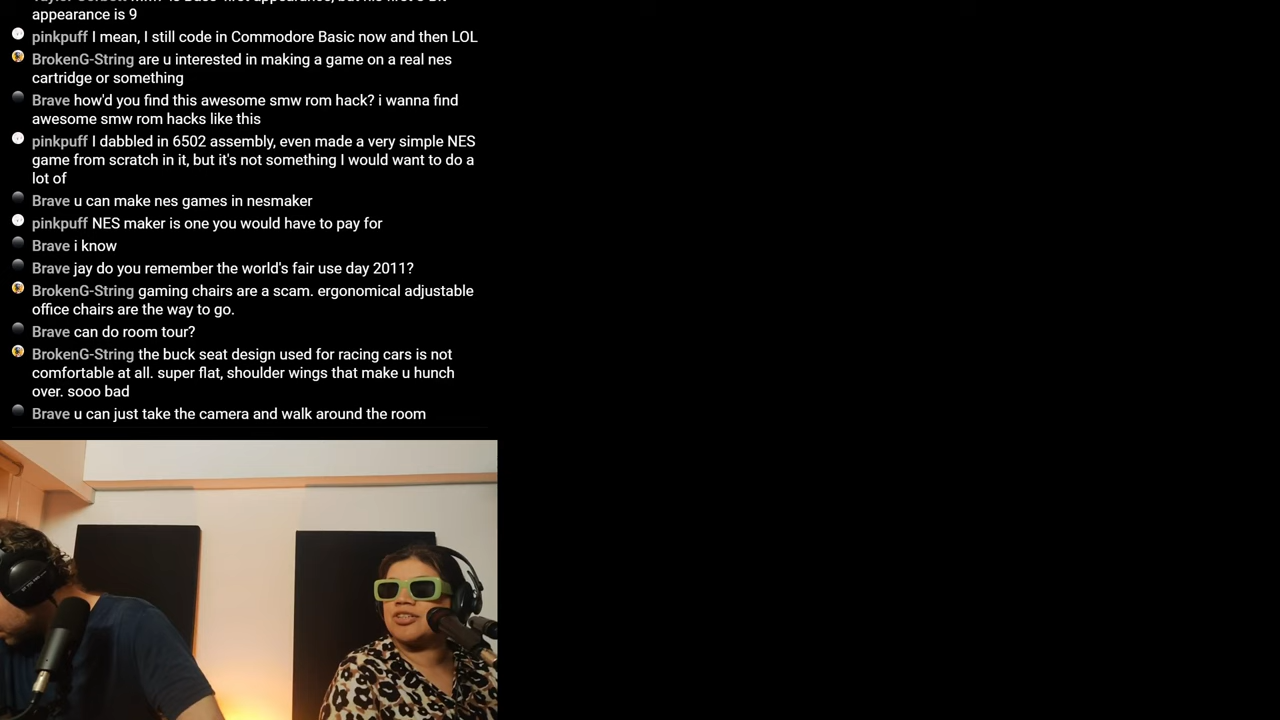 appearance is 9
pinkpuff I mean, I still code in Commodore Basic now and then LOL
BrokenG-String are u interested in making a game on a real nes
cartridge or something
Brave how'd you find this awesome smw rom hack? i wanna find
awesome smw rom hacks like this
pinkpuff I dabbled in 6502 assembly, even made a very simple NES
game from scratch in it, but it's not something I would want to do a
lot of
Brave u can make nes games in nesmaker
pinkpuff NES maker is one you would have to pay for
Brave i know
Brave jay do you remember the world's fair use day 2011?
BrokenG-String gaming chairs are a scam. ergonomical adjustable
office chairs are the way to go.
Brave can do room tour?
BrokenG-String the buck seat design used for racing cars is not
comfortable at all. super flat, shoulder wings that make u hunch
over. sooo bad
Brave u can just take the camera and walk around the room